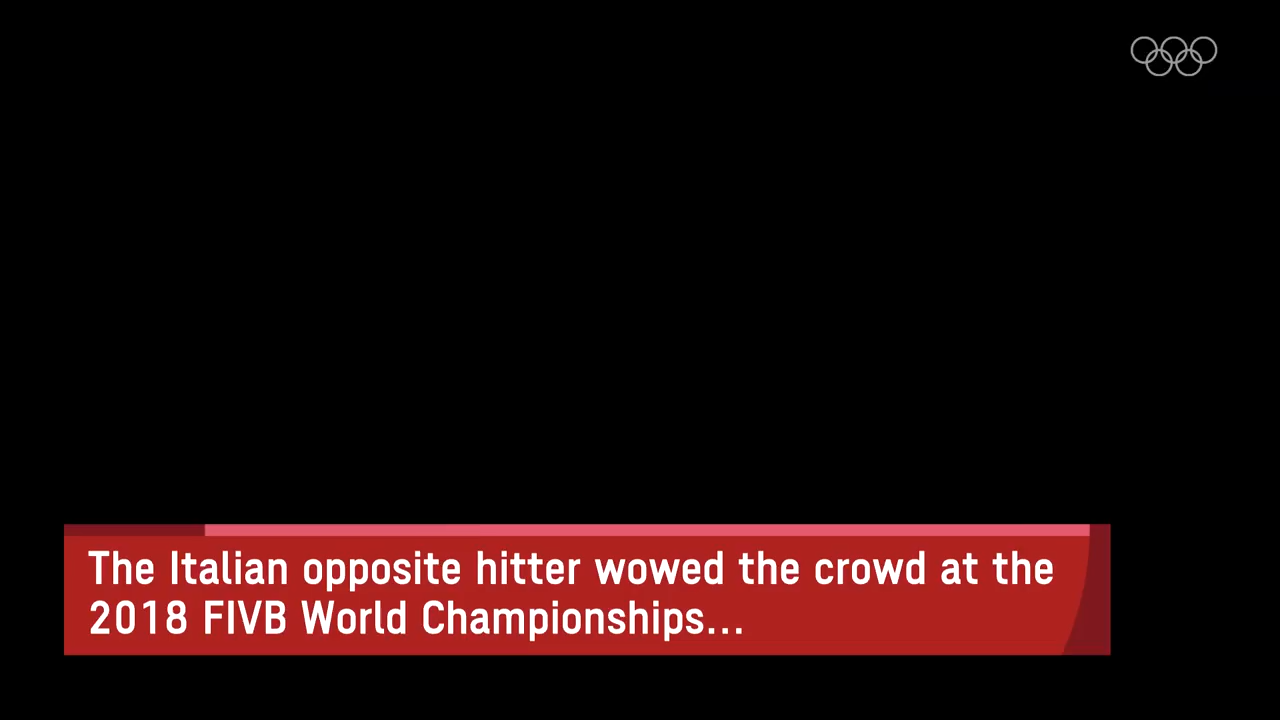 The Italian opposite hitter wowed the crowd at the
2018 FIVB World Championships...